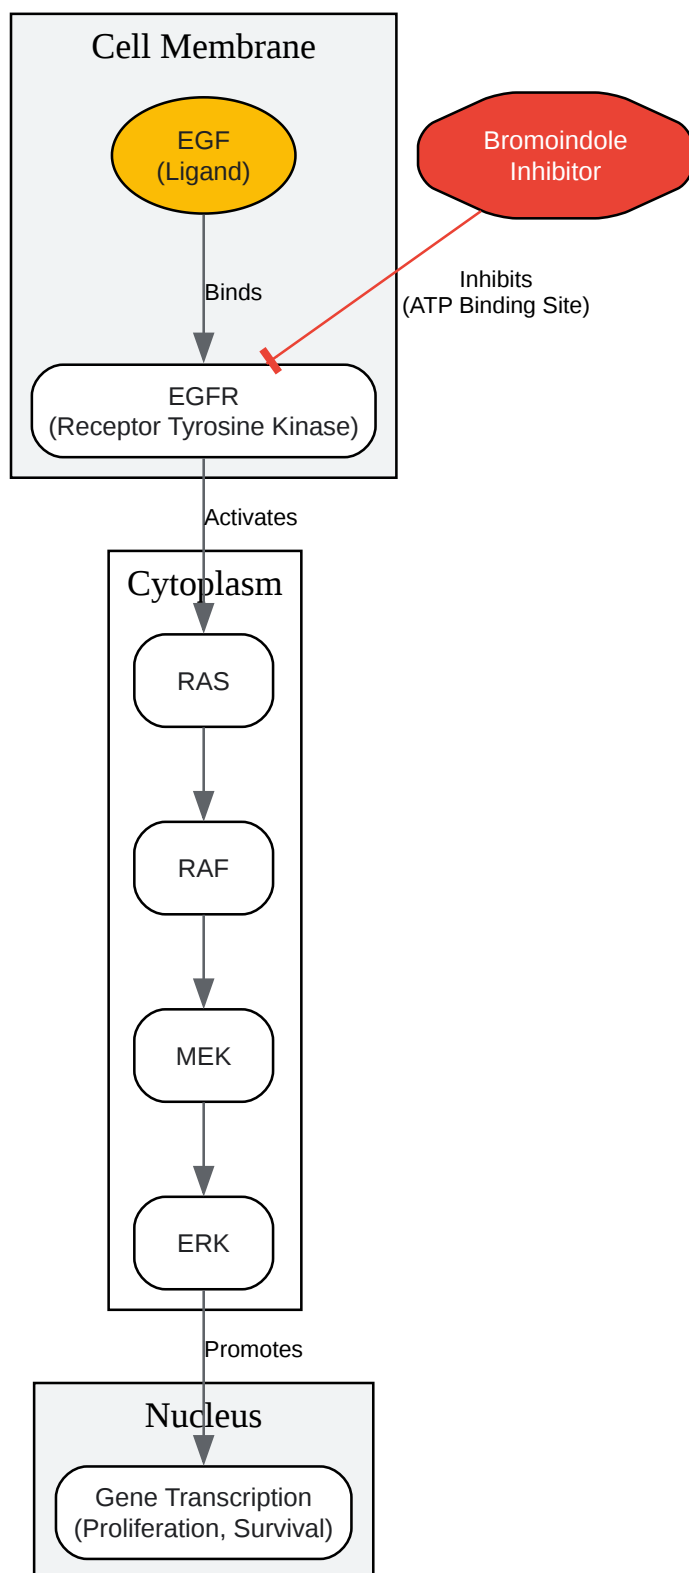 Cell Membrane
EGF
(Ligand)
Bromoindole
Inhibitor
Binds
Inhibits
(ATP Binding Site)
EGFR
(Receptor Tyrosine Kinase)
Activates
Cytoplasm
RAS
RAF
MEK
ERK
Promotes
Nucleus
Gene Transcription
(Proliferation, Survival)